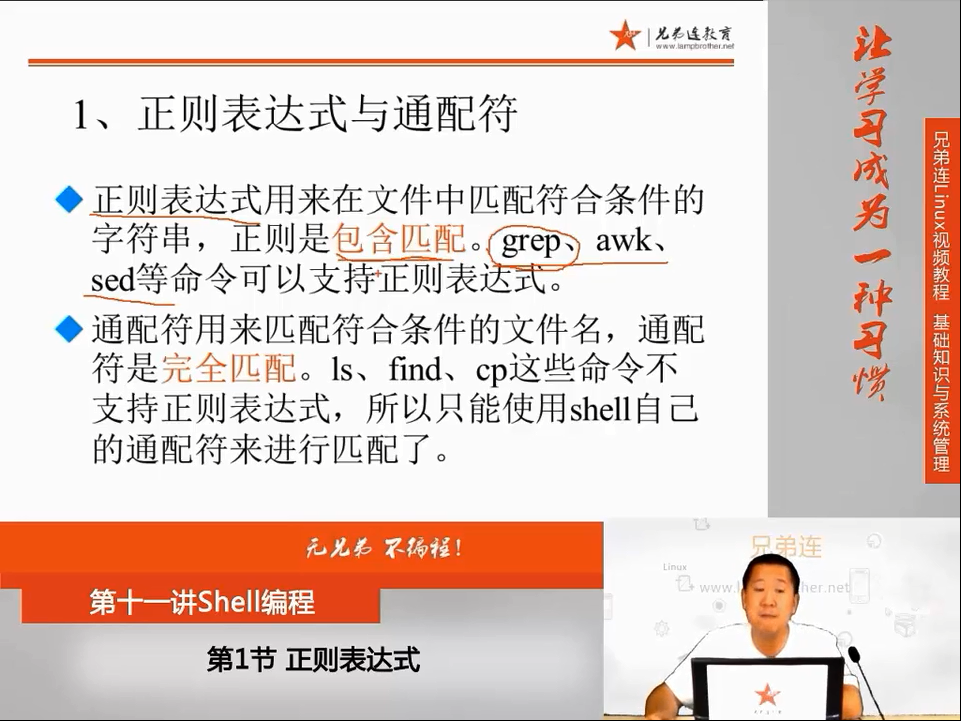 兄弟连教育
www.lampbrother.net
1、正则表达式与通配符
正则表达式用来在文件中匹配符合条件的
字符串，正则是包含匹配。grep、awk、
sed等命令可以支持正则表达式。
通配符用来匹配符合条件的文件名，通配
符是完全匹配。ls、find、cp这些命令不
支持正则表达式，所以只能使用shell自己
的通配符来进行匹配了。
让学习成为一种习惯
兄弟连Linux视频教程 基础知识与系统管理
无兄弟 不编程！
第十一讲Shell编程
第1节 正则表达式
兄弟连
Linux